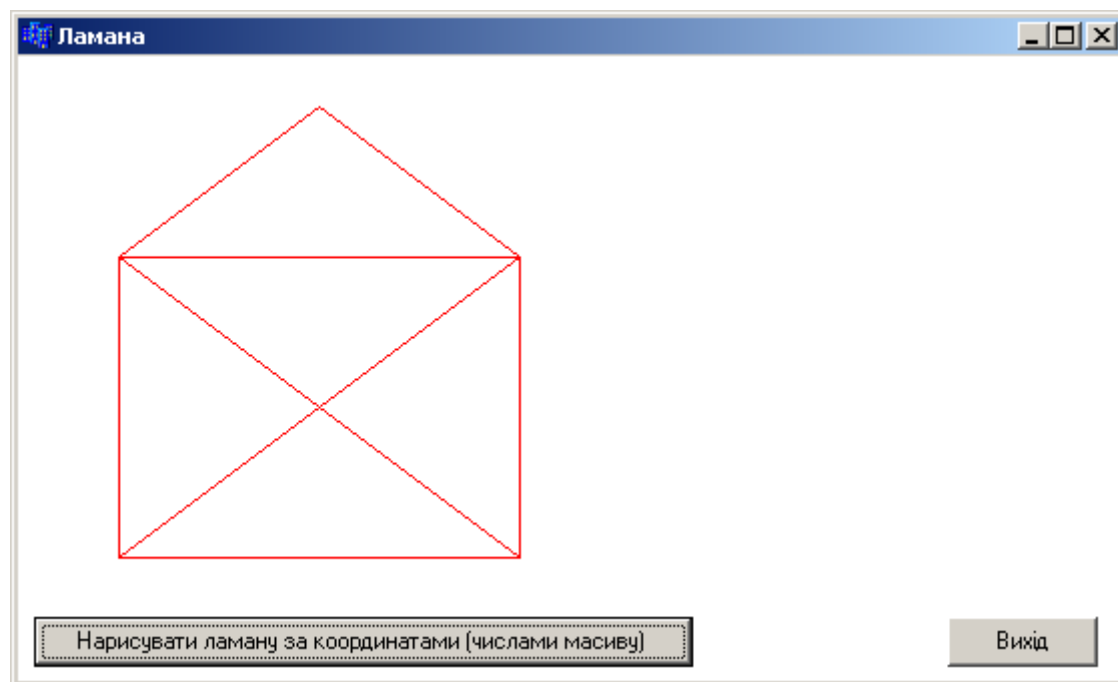 Ламана
Нарисувати ламану за координатами (числами масиву)
Вихід